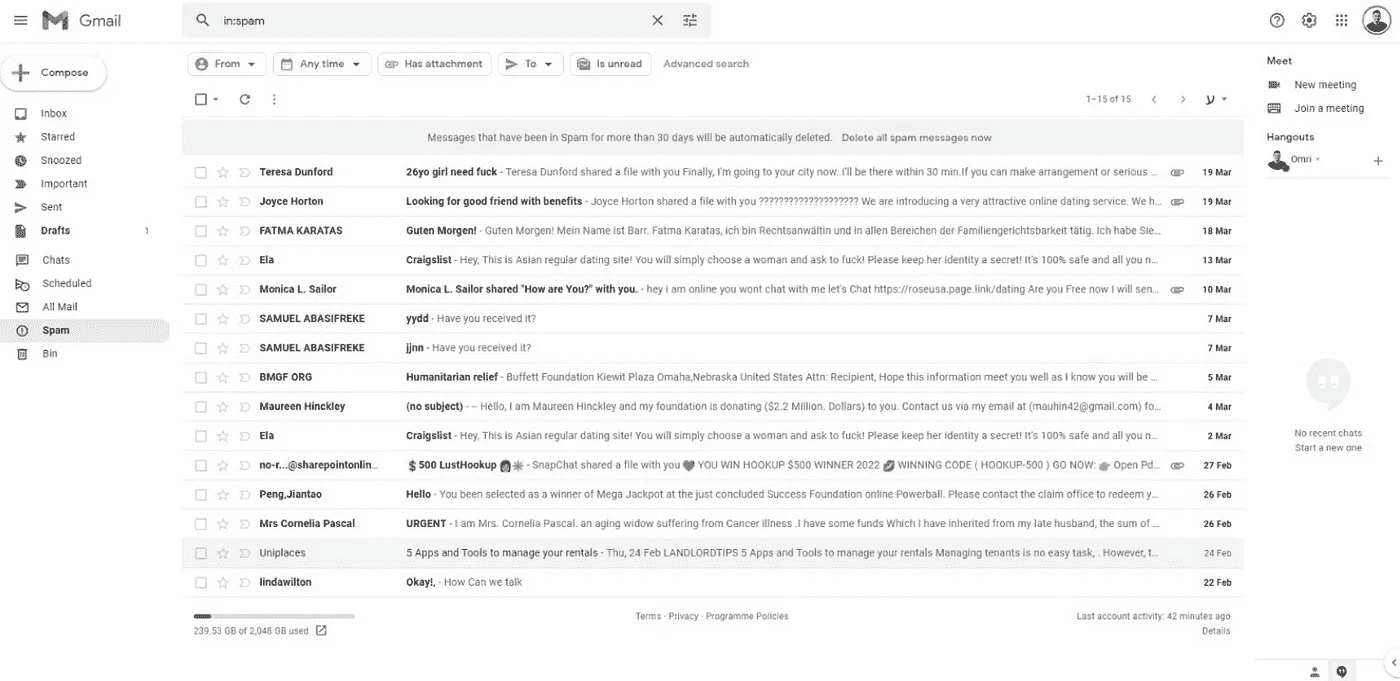 Gmail
in:spam
From Any time Has attachment To Is unread Advanced search
Compose
Inbox
Starred
Snoozed
Important
Sent
Drafts 1
Chats
Scheduled
All Mail
Spam
Bin
1–15 of 15 ע
Messages that have been in Spam for more than 30 days will be automatically deleted. Delete all spam messages now
Teresa Dunford 26yo girl need fuck - Teresa Dunford shared a file with you Finally, I'm going to your city now..I'll be there within 30 min.If you can make arrangement or serious ... 19 Mar
Joyce Horton Looking for good friend with benefits - Joyce Horton shared a file with you ???????????????????? We are introducing a very attractive online dating service. We h... 19 Mar
FATMA KARATAS Guten Morgen! - Guten Morgen! Mein Name ist Barr. Fatma Karatas, ich bin Rechtsanwältin und in allen Bereichen der Familiengerichtsbarkeit tätig. Ich habe Sie... 18 Mar
Ela Craigslist - Hey, This is Asian regular dating site! You will simply choose a woman and ask to fuck! Please keep her identity a secret! It's 100% safe and all you n... 13 Mar
Monica L. Sailor Monica L. Sailor shared "How are You?" with you. - hey i am online you wont chat with me let's Chat https://roseusa.page.link/dating Are you Free now I will sen... 10 Mar
SAMUEL ABASIFREKE yydd - Have you received it? 7 Mar
SAMUEL ABASIFREKE jjnn - Have you received it? 7 Mar
BMGF ORG Humanitarian relief - Buffett Foundation Kiewit Plaza Omaha,Nebraska United States Attn: Recipient, Hope this information meet you well as I know you will be ... 5 Mar
Maureen Hinckley (no subject) - -- Hello, I am Maureen Hinckley and my foundation is donating ($2.2 Million. Dollars) to you. Contact us via my email at (mauhin42@gmail.com) fo... 4 Mar
Ela Craigslist - Hey, This is Asian regular dating site! You will simply choose a woman and ask to fuck! Please keep her identity a secret! It's 100% safe and all you n... 2 Mar
no-r...@sharepointonlin... 💲500 LustHookup - SnapChat shared a file with you YOU WIN HOOKUP $500 WINNER 2022 WINNING CODE ( HOOKUP-500 ) GO NOW: Open Pd... 27 Feb
Peng,Jiantao Hello - You been selected as a winner of Mega Jackpot at the just concluded Success Foundation online Powerball. Please contact the claim office to redeem y... 26 Feb
Mrs Cornelia Pascal URGENT - I am Mrs. Cornelia Pascal. an aging widow suffering from Cancer illness .I have some funds Which I have inherited from my late husband, the sum of ... 26 Feb
Uniplaces 5 Apps and Tools to manage your rentals - Thu, 24 Feb LANDLORDTIPS 5 Apps and Tools to manage your rentals Managing tenants is no easy task, . However, t... 24 Feb
lindawilton Okay!, - How Can we talk 22 Feb
239.53 GB of 2,048 GB used
Terms · Privacy · Programme Policies
Last account activity: 42 minutes ago
Details
Meet
New meeting
Join a meeting
Hangouts
Omri
No recent chats
Start a new one